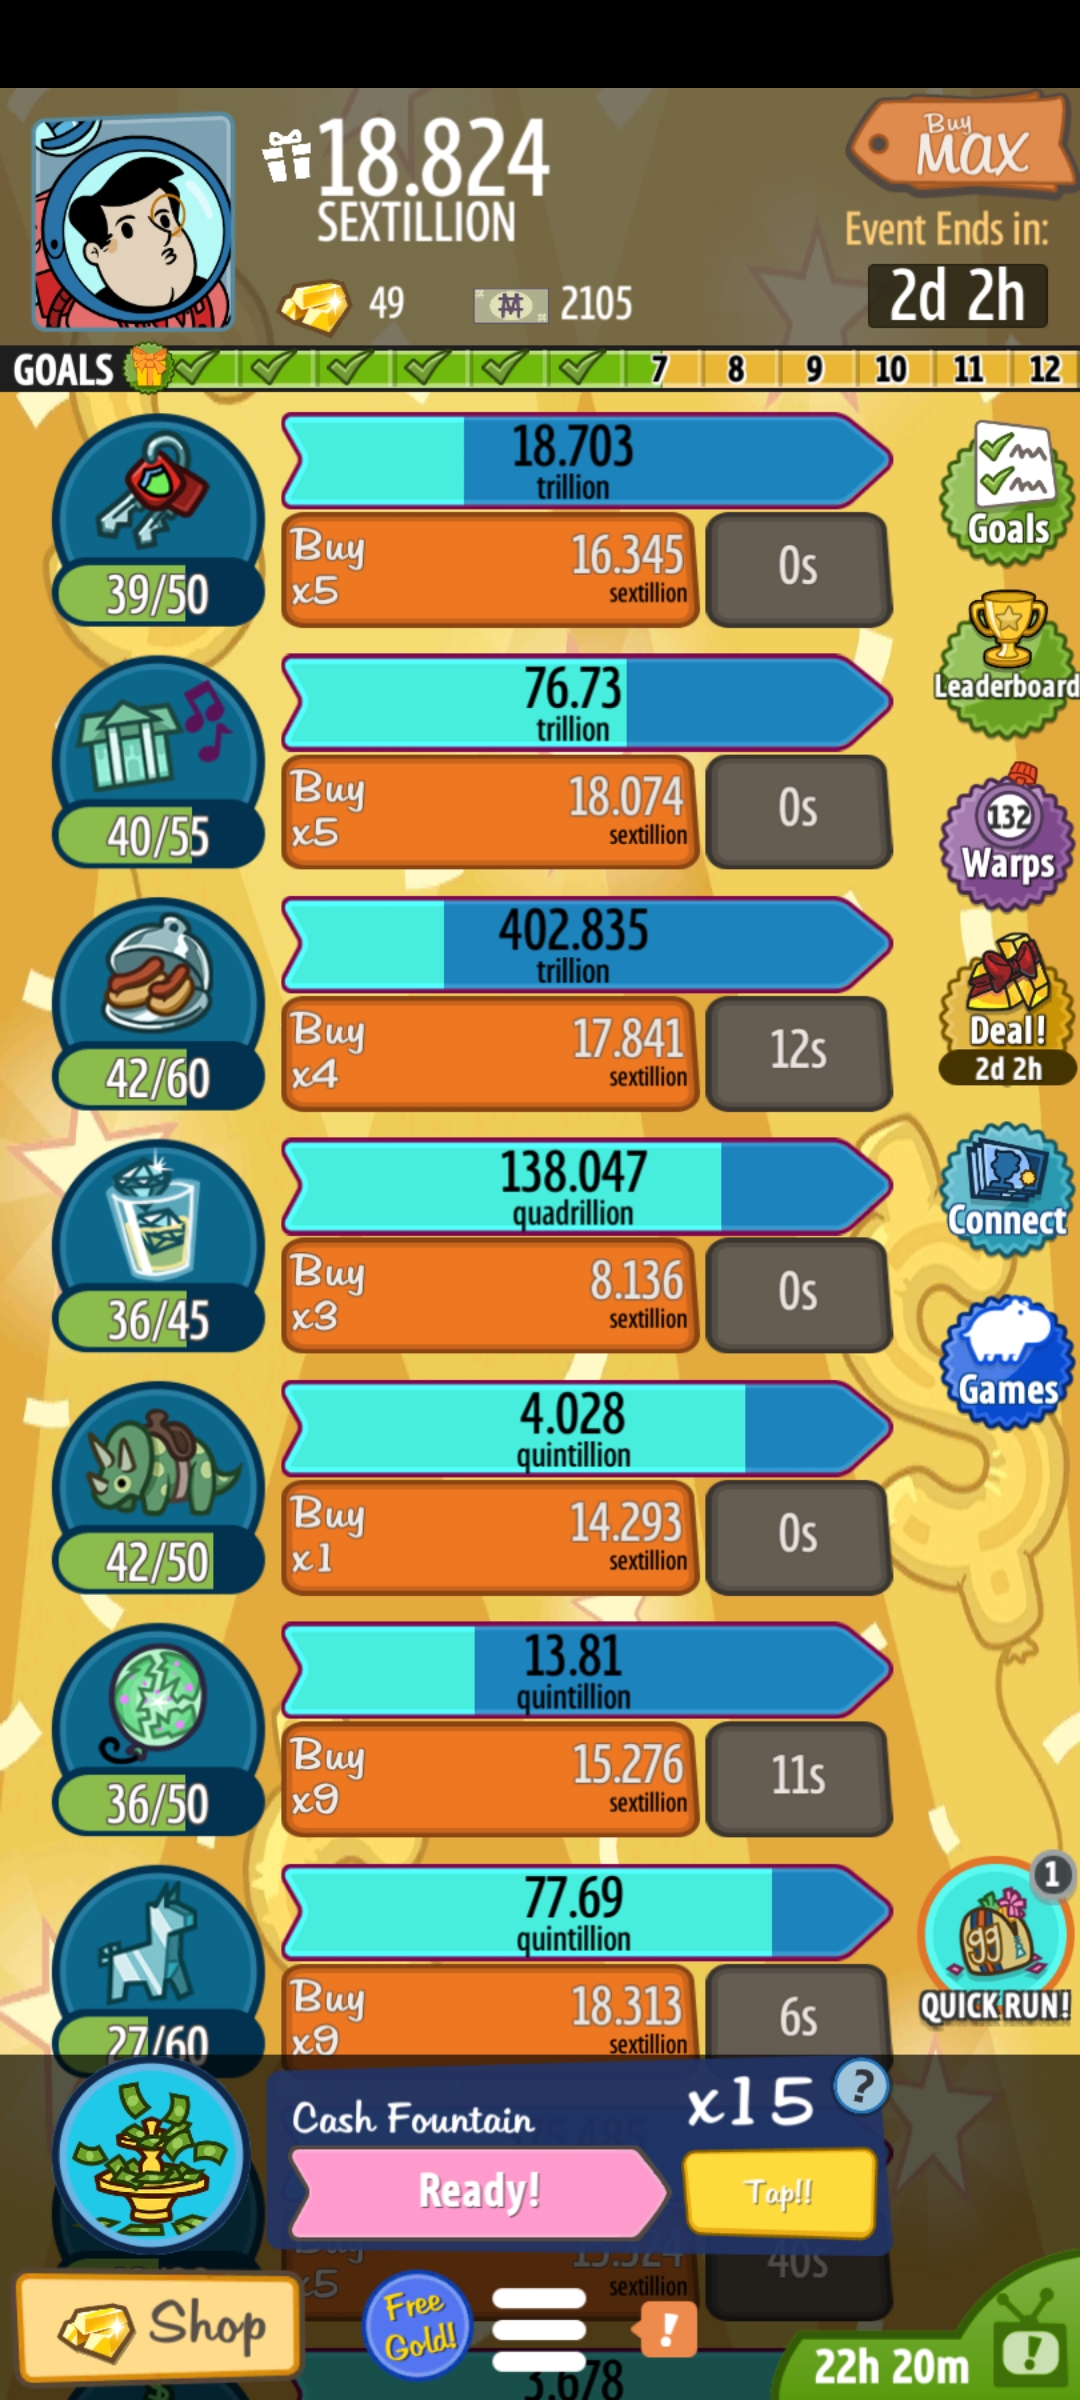 18.824
SEXTILLION
Buy
MAX
Event Ends in:
2d 2h
49
2105
GOALS 7 8 9 10 11 12
18.703
trillion
Buy
x5
16.345
sextillion
0s
39/50
Goals
76.73
trillion
Buy
x5
18.074
sextillion
0s
40/55
Leaderboard
402.835
trillion
Buy
x4
17.841
sextillion
12s
42/60
132
Warps
Deal!
2d 2h
138.047
quadrillion
Buy
x3
8.136
sextillion
0s
36/45
Connect
4.028
quintillion
Buy
x1
14.293
sextillion
0s
42/50
Games
13.81
quintillion
Buy
x9
15.276
sextillion
11s
36/50
77.69
quintillion
Buy
x9
18.313
sextillion
6s
27/60
1
99
QUICK RUN!
Cash Fountain
x15
?
Ready!
Tap!!
Buy
x5
15.324
sextillion
40s
Shop
Free
Gold!
!
22h 20m
!
3.678